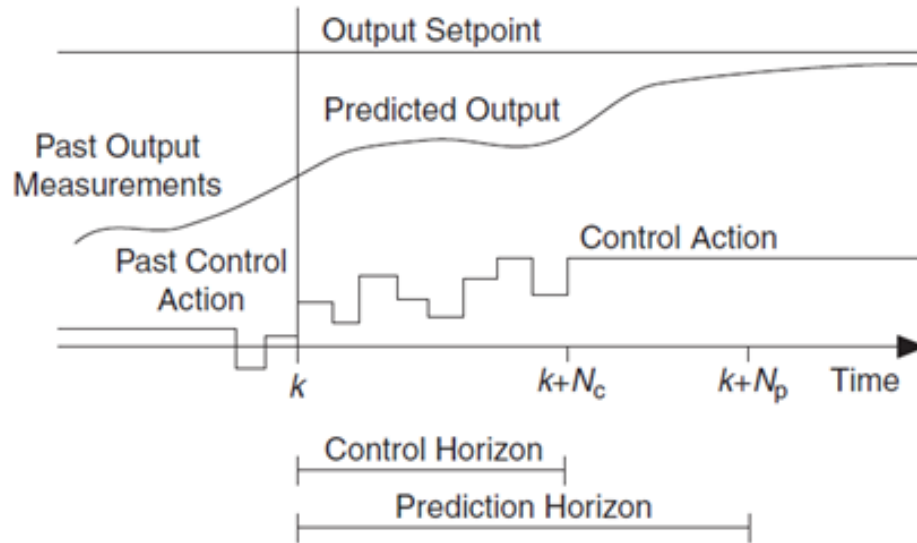 Output Setpoint
Predicted Output
Past Output
Measurements
Control Action
Past Control
Action
k
k+Nc
k+Np
Time
Control Horizon
Prediction Horizon